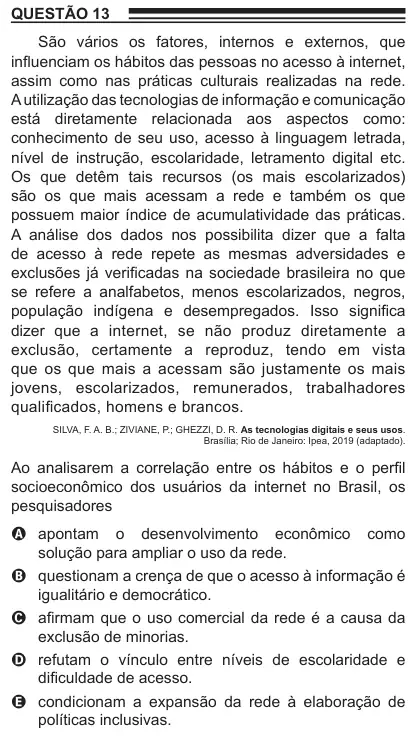 QUESTÃO 13
São vários os fatores, internos e externos, que
influenciam os hábitos das pessoas no acesso à internet,
assim como nas práticas culturais realizadas na rede.
A utilização das tecnologias de informação e comunicação
está diretamente relacionada aos aspectos como:
conhecimento de seu uso, acesso à linguagem letrada,
nível de instrução, escolaridade, letramento digital etc.
Os que detêm tais recursos (os mais escolarizados)
são os que mais acessam a rede e também os que
possuem maior índice de acumulatividade das práticas.
A análise dos dados nos possibilita dizer que a falta
de acesso à rede repete as mesmas adversidades e
exclusões já verificadas na sociedade brasileira no que
se refere a analfabetos, menos escolarizados, negros,
população indígena e desempregados. Isso significa
dizer que a internet, se não produz diretamente a
exclusão, certamente a reproduz, tendo em vista
que os que mais a acessam são justamente os mais
jovens, escolarizados, remunerados, trabalhadores
qualificados, homens e brancos.
SILVA, F. A. B.; ZIVIANE, P.; GHEZZI, D. R. As tecnologias digitais e seus usos.
Brasília; Rio de Janeiro: Ipea, 2019 (adaptado).
Ao analisarem a correlação entre os hábitos e o perfil
socioeconômico dos usuários da internet no Brasil, os
pesquisadores
A apontam o desenvolvimento econômico como
solução para ampliar o uso da rede.
B questionam a crença de que o acesso à informação é
igualitário e democrático.
C afirmam que o uso comercial da rede é a causa da
exclusão de minorias.
D refutam o vínculo entre níveis de escolaridade e
dificuldade de acesso.
E condicionam a expansão da rede à elaboração de
políticas inclusivas.